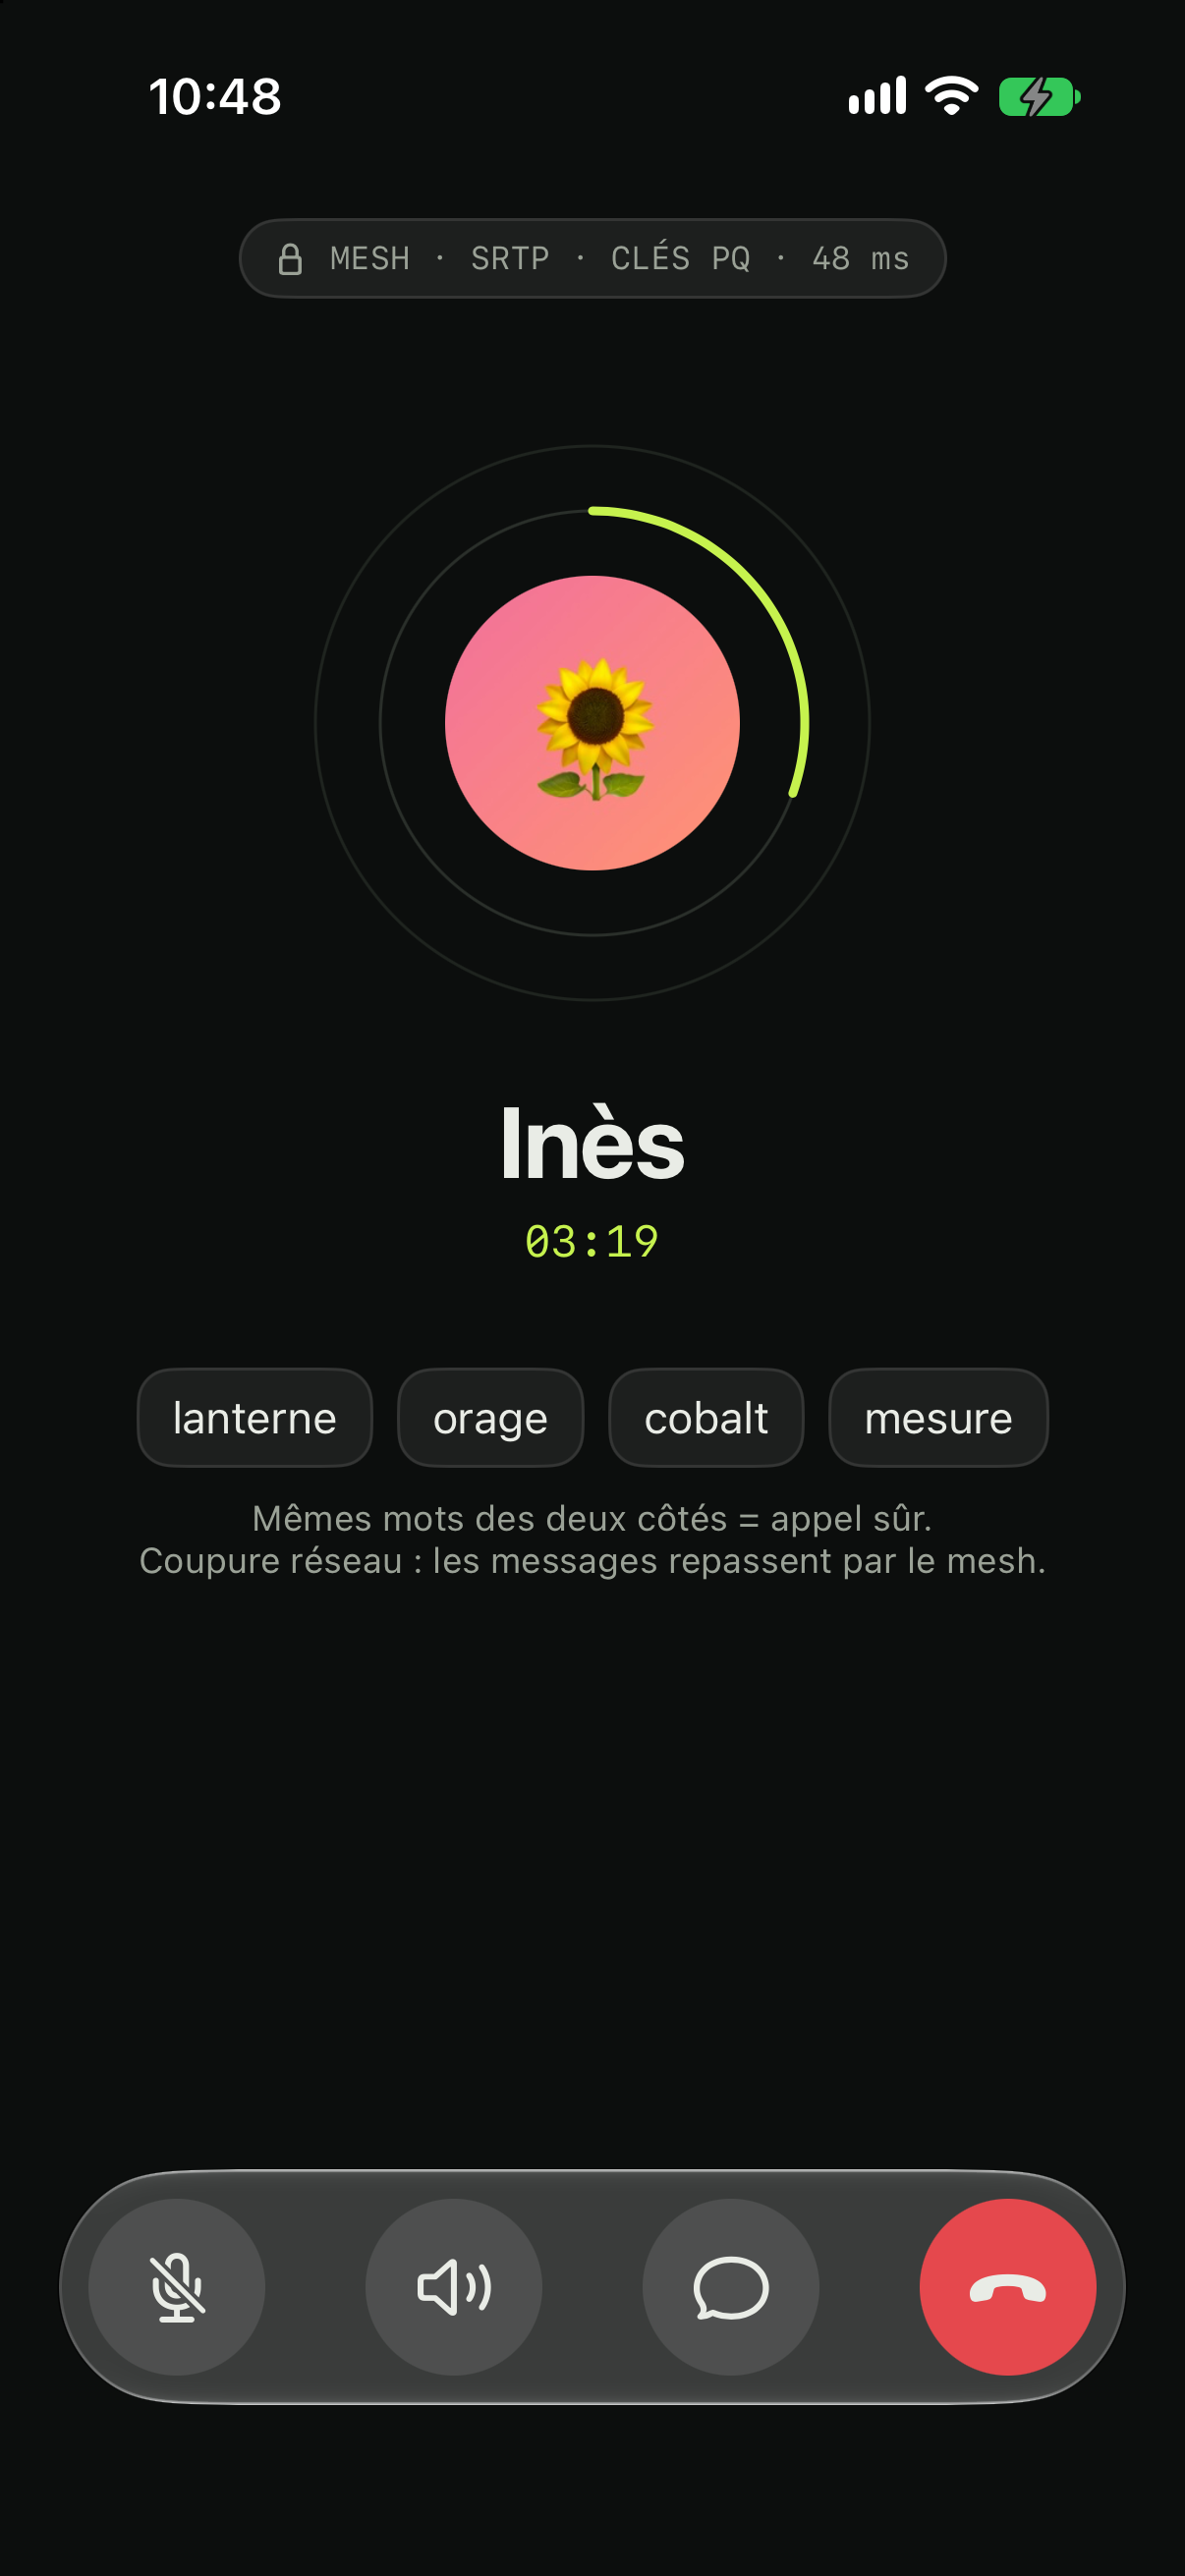 10:48
MESH · SRTP · CLÉS PQ · 48 ms
Inès
03:19
lanterne orage cobalt mesure
Mêmes mots des deux côtés = appel sûr.
Coupure réseau : les messages repassent par le mesh.